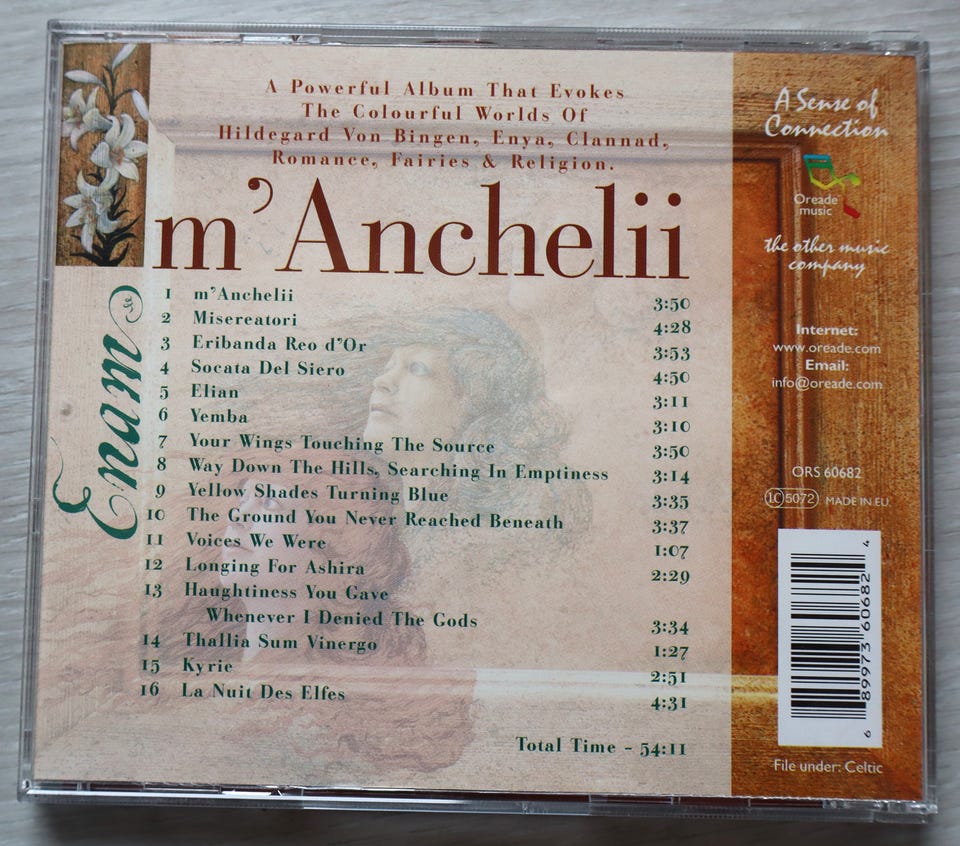 A Powerful Album That Evokes
The Colourful Worlds Of
Hildegard Von Bingen, Enya, Clannad,
Romance, Fairies & Religion.
m'Anchelii
Enam
1 m'Anchelii 3:50
2 Misereatori 4:28
3 Eribanda Reo d'Or 3:53
4 Socata Del Siero 4:50
5 Elian 3:11
6 Yemba 3:10
7 Your Wings Touching The Source 3:50
8 Way Down The Hills, Searching In Emptiness 3:14
9 Yellow Shades Turning Blue 3:35
10 The Ground You Never Reached Beneath 3:37
11 Voices We Were 1:07
12 Longing For Ashira 2:29
13 Haughtiness You Gave
Whenever I Denied The Gods 3:34
14 Thallia Sum Vinergo 1:27
15 Kyrie 2:51
16 La Nuit Des Elfes 4:31
Total Time - 54:11
A Sense of
Connection
Oreade
music
the other music
company
Internet:
www.oreade.com
Email:
info@oreade.com
ORS 60682
LC 5072 MADE IN EU.
6 89973 60682 4
File under: Celtic